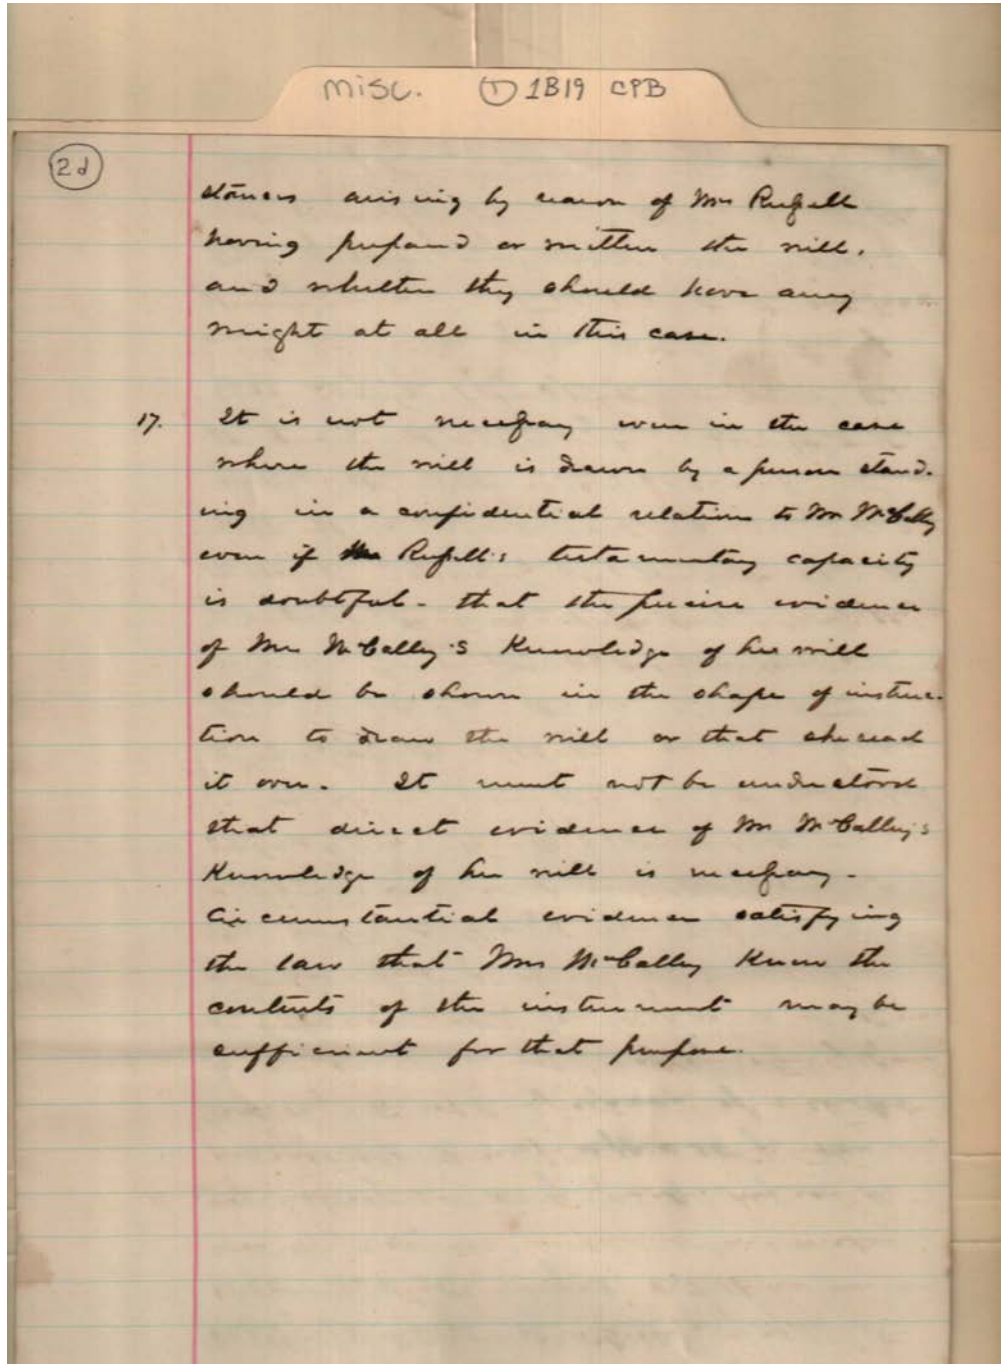 misc. ① 1B19 CPB
2d
stances arising by reason of Mrs Russell
having prepared or written the will.
and whether they should have any
weight at all in this case.
17. It is not necessary even in the case
where the will is drawn by a person stand-
ing in a confidential relation to Mrs McCalley
even if Russell's testamentary capacity
is doubtful - that the precise evidence
of Mrs McCalley's Knowledge of her will
should be shown in the shape of instruc-
tion to draw the will or that she read
it over. It must not be understood
that direct evidence of Mrs McCalley's
Knowledge of her will is necessary -
Circumstantial evidence satisfying
the law that Mrs McCalley Knew the
contents of the instrument may be
sufficient for that purpose.